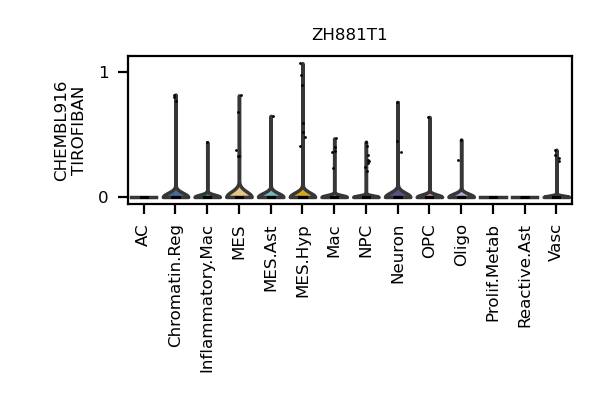 ZH881T1
CHEMBL916
TIROFIBAN
1
0
AC
Chromatin.Reg
Inflammatory.Mac
MES
MES.Ast
MES.Hyp
Mac
NPC
Neuron
OPC
Oligo
Prolif.Metab
Reactive.Ast
Vasc